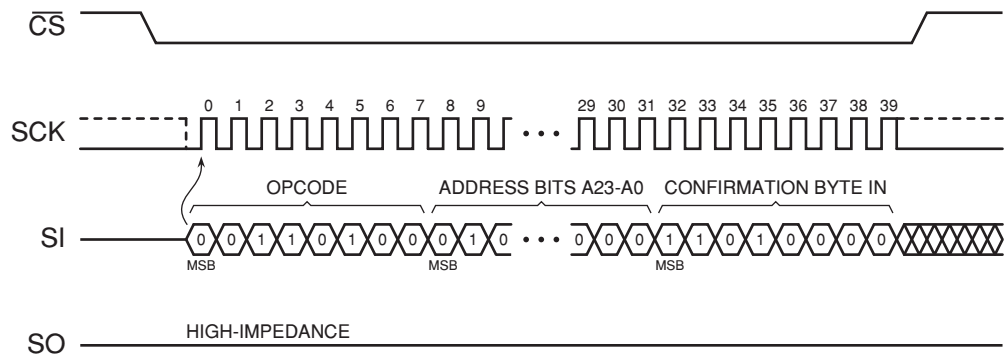 CS
0 1 2 3 4 5 6 7 8 9 29 30 31 32 33 34 35 36 37 38 39
SCK • • •
OPCODE ADDRESS BITS A23-A0 CONFIRMATION BYTE IN
SI 0 0 1 1 0 1 0 0 0 1 0 • • • 0 0 0 1 1 0 1 0 0 0 0
MSB MSB MSB
HIGH-IMPEDANCE
SO